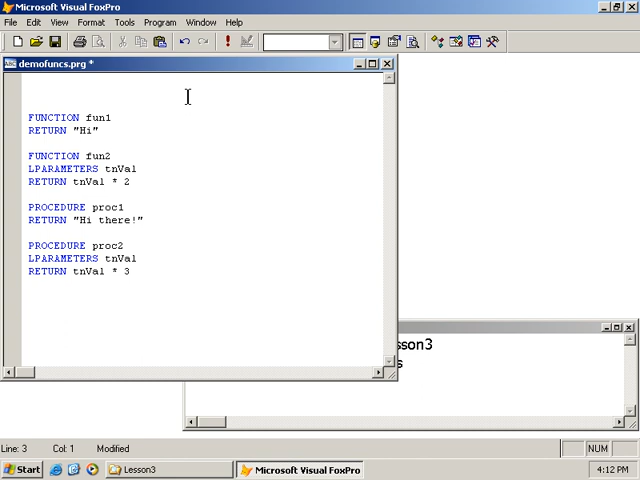 Microsoft Visual FoxPro
File Edit View Format Tools Program Window Help
demofuncs.prg *
FUNCTION fun1
RETURN "Hi"
FUNCTION fun2
LPARAMETERS tnVal
RETURN tnVal * 2
PROCEDURE proc1
RETURN "Hi there!"
PROCEDURE proc2
LPARAMETERS tnVal
RETURN tnVal * 3
sson3
s
Line: 3 Col: 1 Modified NUM
Start Lesson3 Microsoft Visual FoxPro 4:12 PM